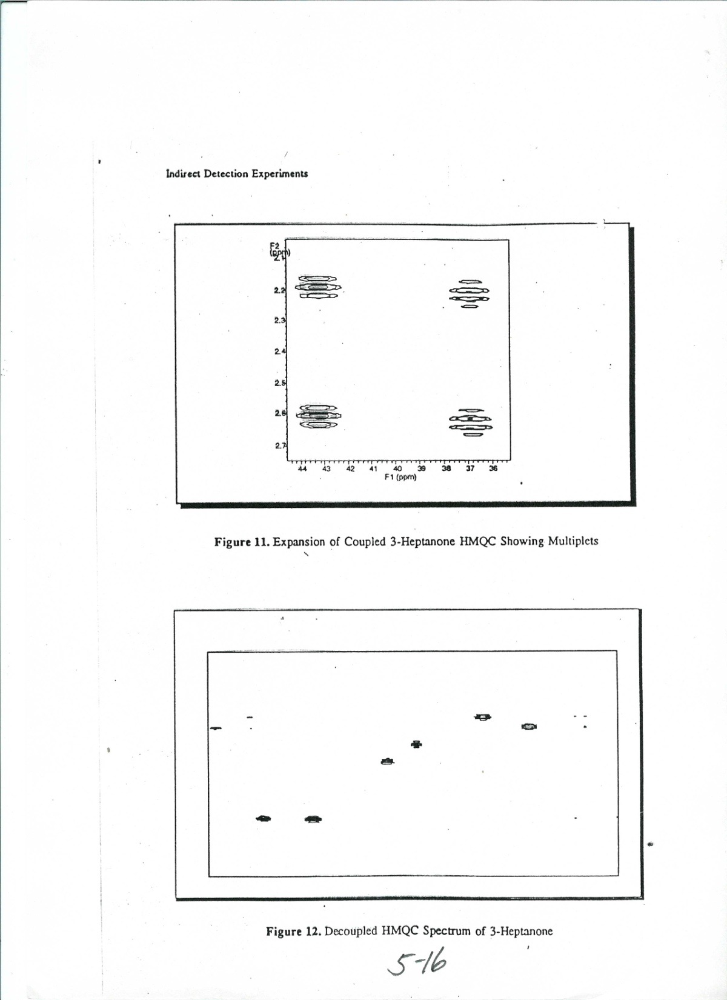 Indirect Detection Experiments
F2
(ppm)
2.1
2.2
2.3
2.4
2.5
2.6
2.7
44 43 42 41 40 39 38 37 36
F1 (ppm)
Figure 11. Expansion of Coupled 3-Heptanone HMQC Showing Multiplets
Figure 12. Decoupled HMQC Spectrum of 3-Heptanone
5-16